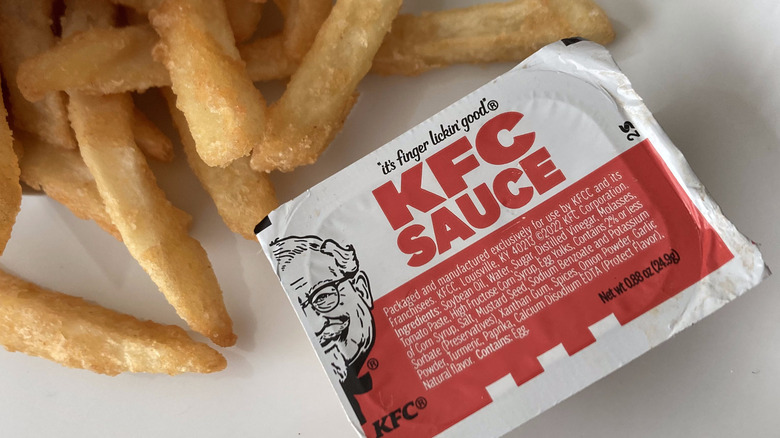 "it's finger lickin' good"®
KFC
SAUCE
25
Packaged and manufactured exclusively for use by KFCC and its
franchisees. KFC, Louisville, KY 40217 ©2022 KFC Corporation.
Ingredients: Soybean Oil, Water, Sugar, Distilled Vinegar, Molasses,
Tomato Paste, High Fructose Corn Syrup, Egg Yolks, Contains 2% or less
of Corn Syrup, Salt, Mustard Seed, Sodium Benzoate and Potassium
Sorbate (Preservatives), Xanthan Gum, Spices, Onion Powder, Garlic
Powder, Turmeric, Paprika, Calcium Disodium EDTA (Protect Flavor),
Natural Flavor. Contains: Egg
Net wt 0.88 oz (24.9g)
®
KFC®